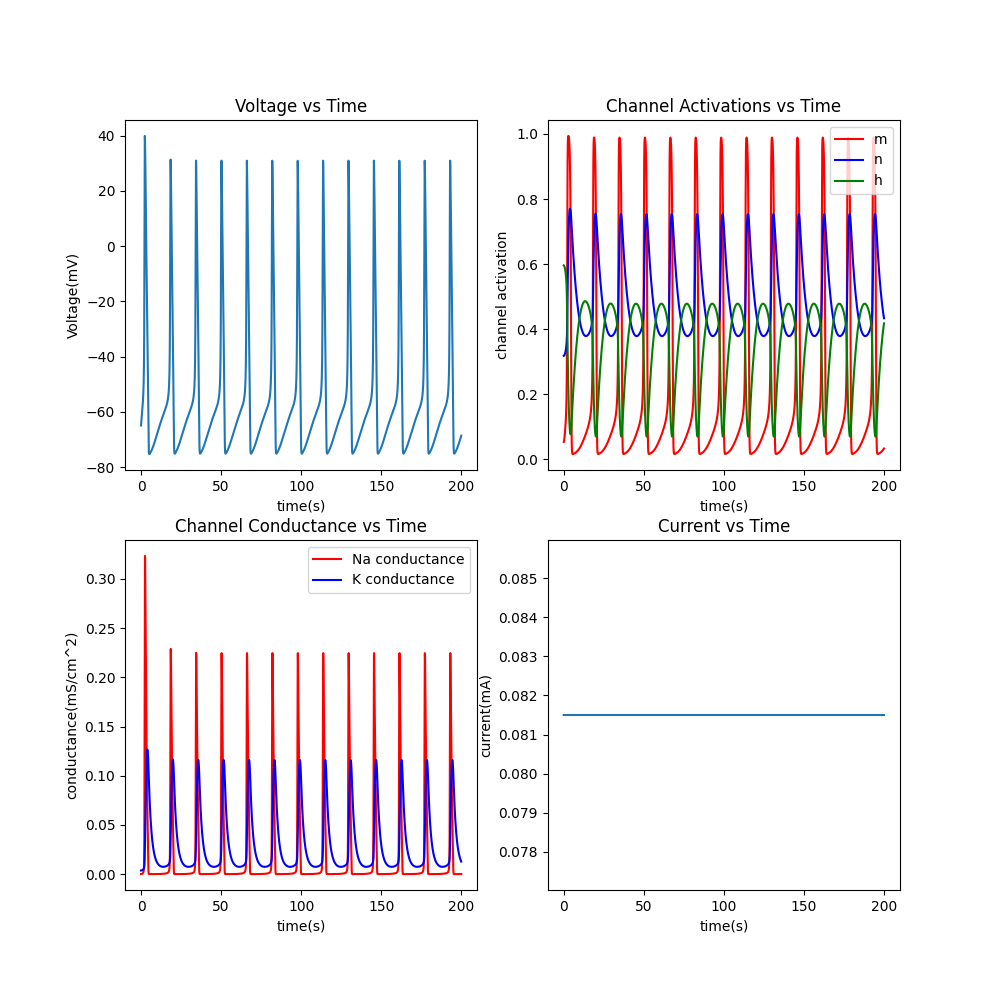 Voltage vs Time
Voltage(mV)
40
20
0
−20
−40
−60
−80
0 50 100 150 200
time(s)
Channel Activations vs Time
channel activation
1.0
0.8
0.6
0.4
0.2
0.0
m
n
h
0 50 100 150 200
time(s)
Channel Conductance vs Time
conductance(mS/cm^2)
0.30
0.25
0.20
0.15
0.10
0.05
0.00
Na conductance
K conductance
0 50 100 150 200
time(s)
Current vs Time
current(mA)
0.085
0.084
0.083
0.082
0.081
0.080
0.079
0.078
0 50 100 150 200
time(s)